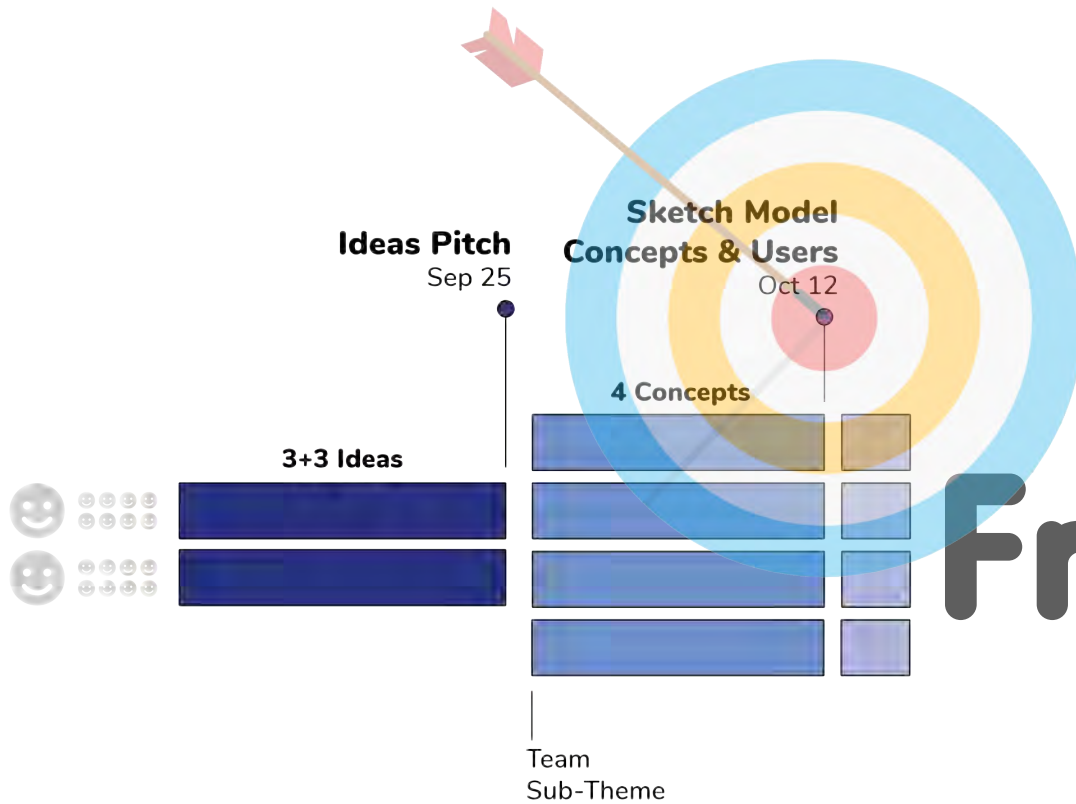 Sketch Model
Concepts & Users
Oct 12
Ideas Pitch
Sep 25
4 Concepts
3+3 Ideas
Team
Sub-Theme